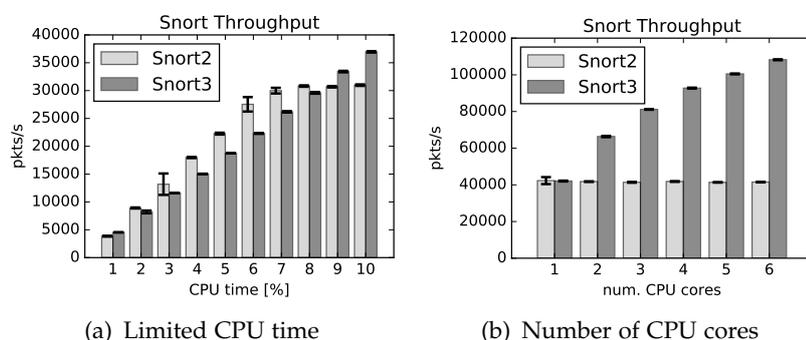 Snort Throughput
40000
35000
30000
25000
20000
15000
10000
5000
0
pkts/s
Snort2
Snort3
1 2 3 4 5 6 7 8 9 10
CPU time [%]
(a) Limited CPU time
Snort Throughput
120000
100000
80000
60000
40000
20000
0
pkts/s
Snort2
Snort3
1 2 3 4 5 6
num. CPU cores
(b) Number of CPU cores